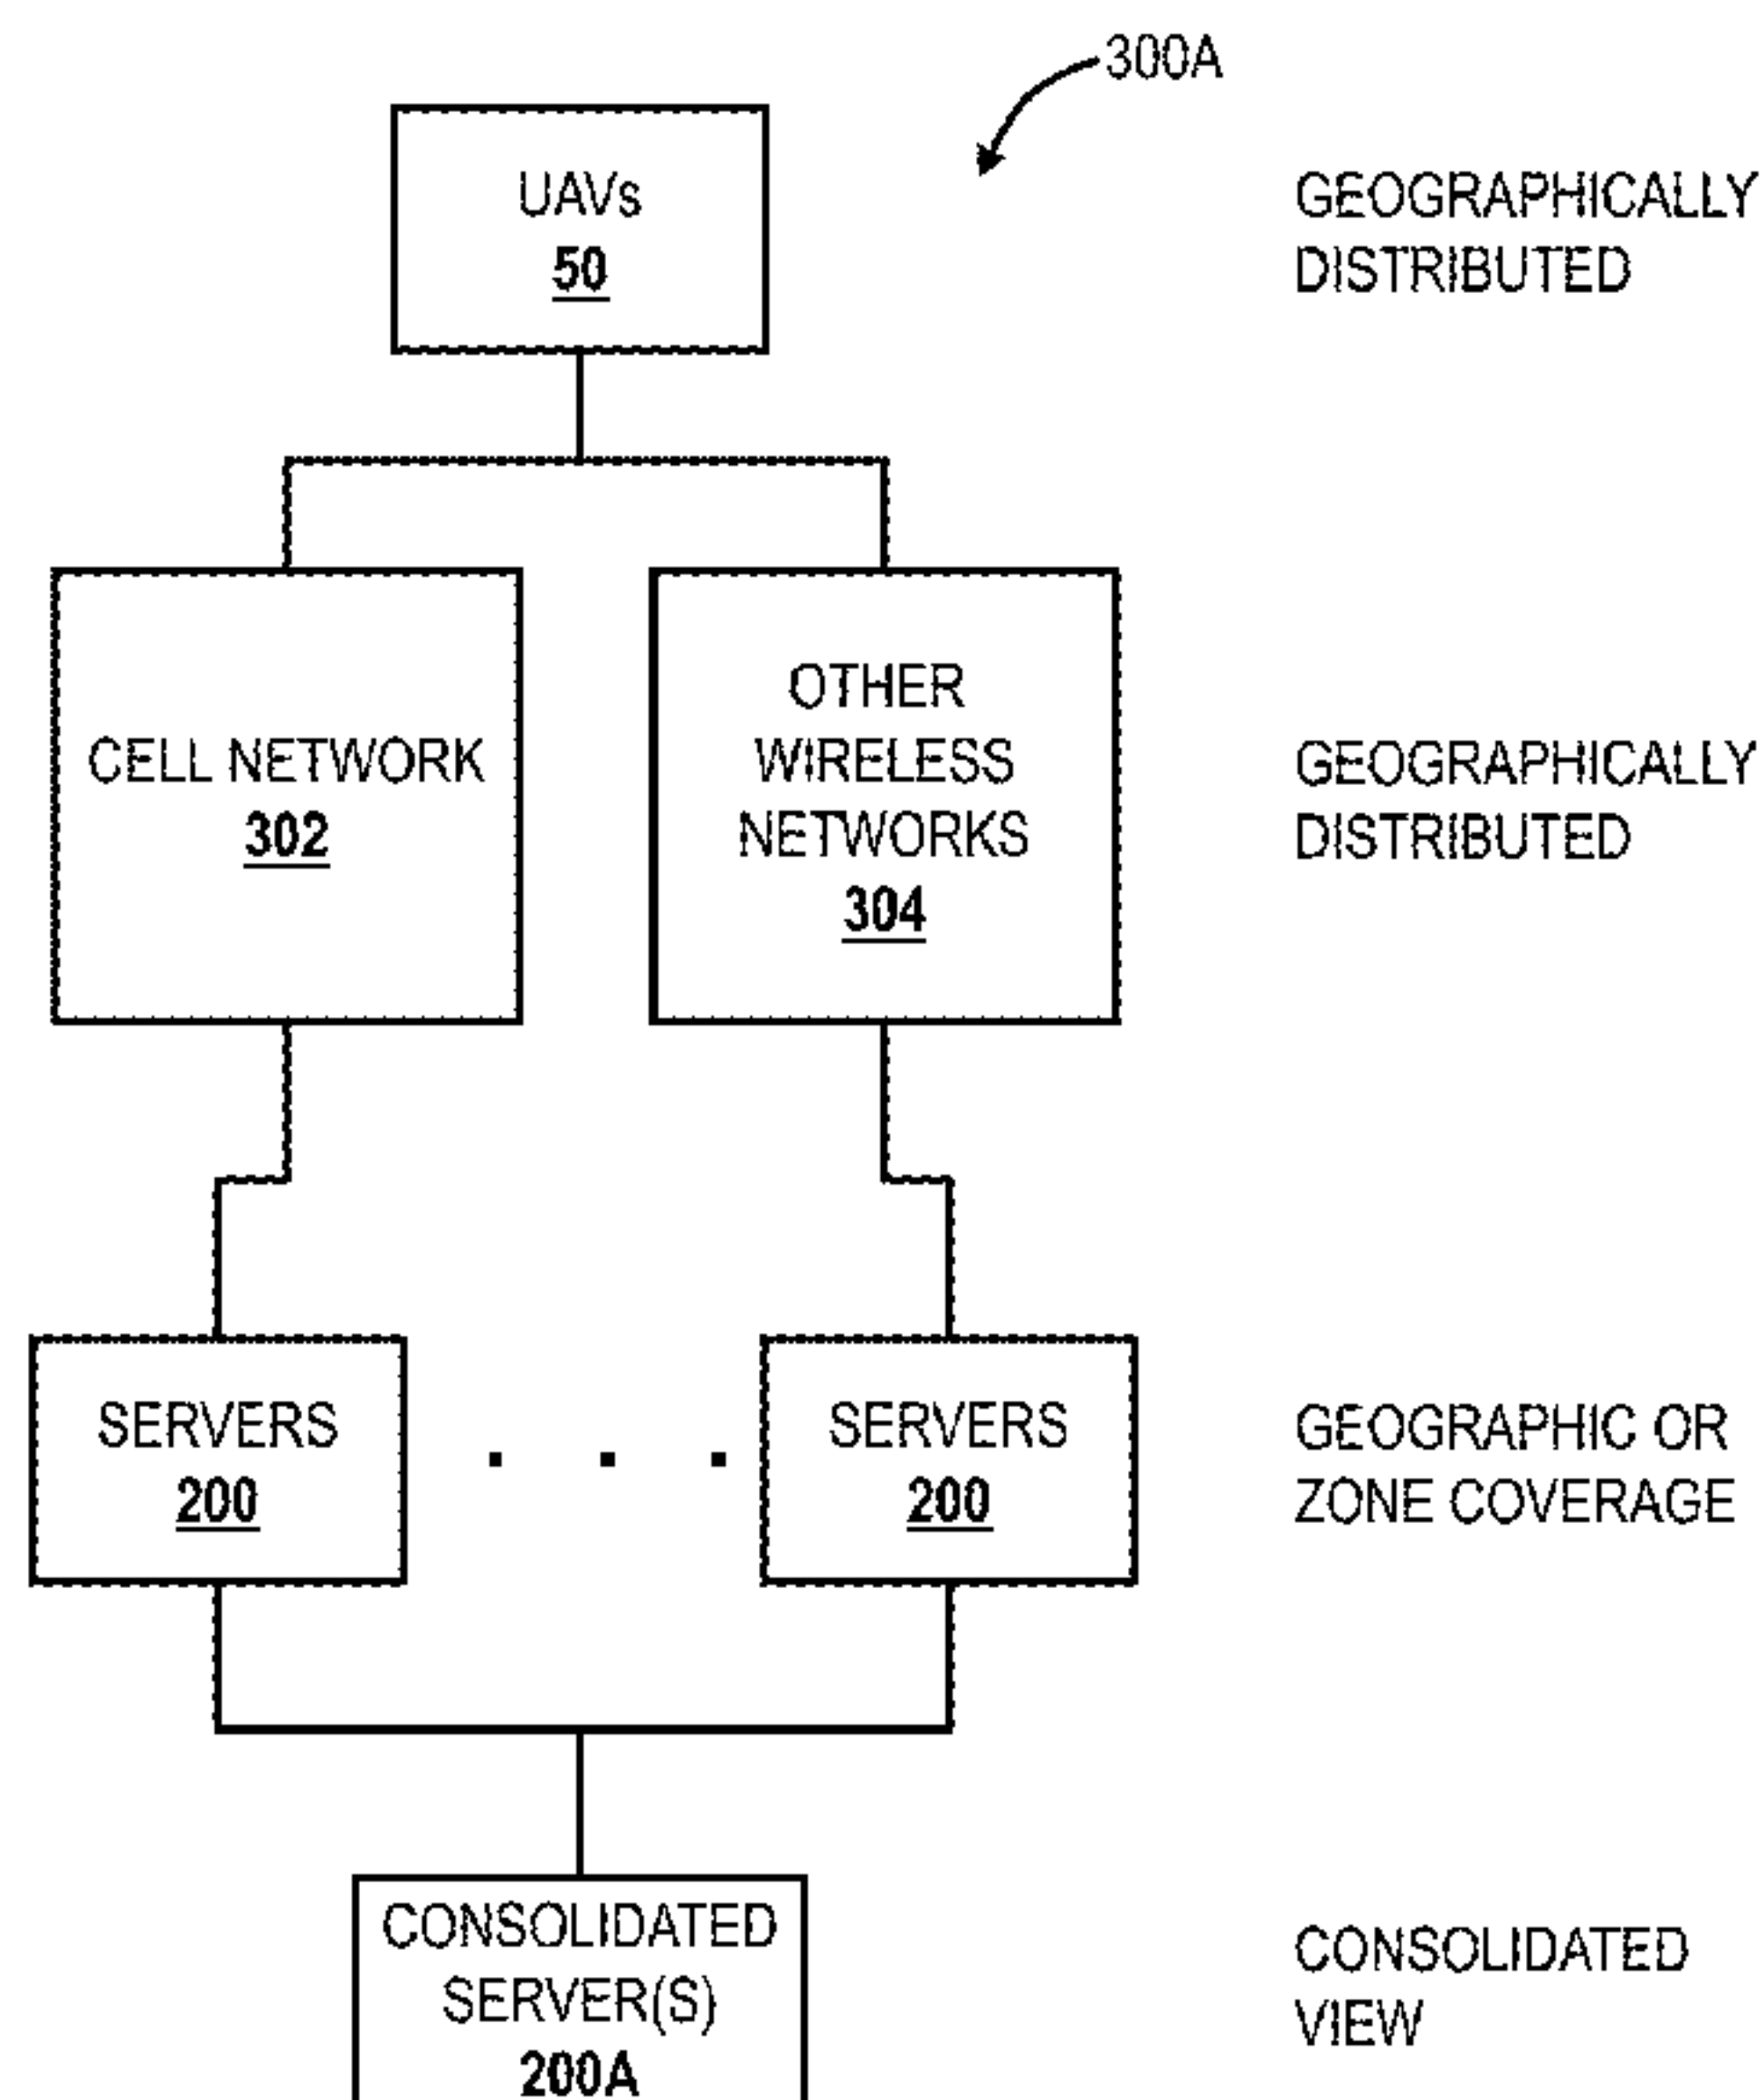 300A
UAVs
50
GEOGRAPHICALLY
DISTRIBUTED
CELL NETWORK
302
OTHER
WIRELESS
NETWORKS
304
GEOGRAPHICALLY
DISTRIBUTED
SERVERS
200
. . .
SERVERS
200
GEOGRAPHIC OR
ZONE COVERAGE
CONSOLIDATED
SERVER(S)
200A
CONSOLIDATED
VIEW